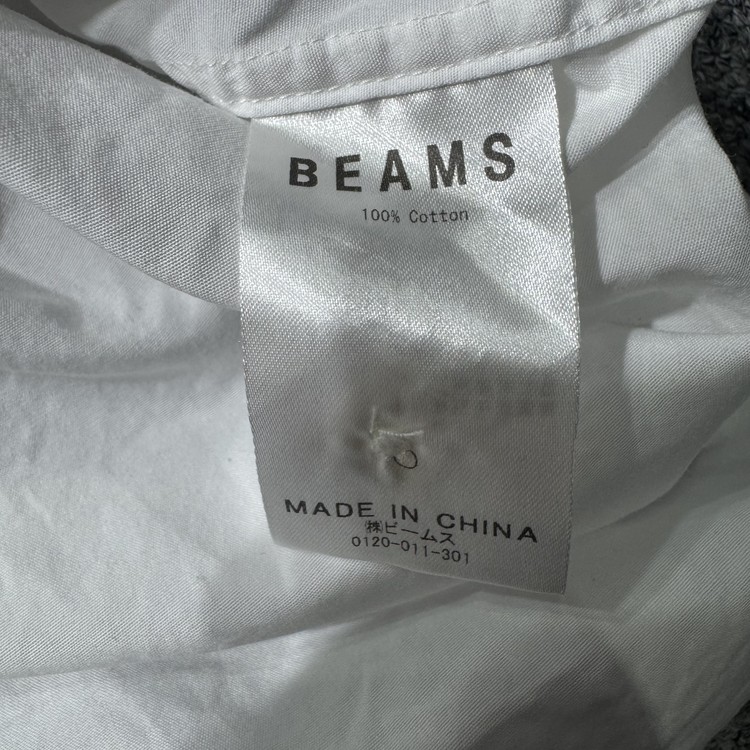 BEAMS
100% Cotton
MADE IN CHINA
㈱ビームス
0120-011-301